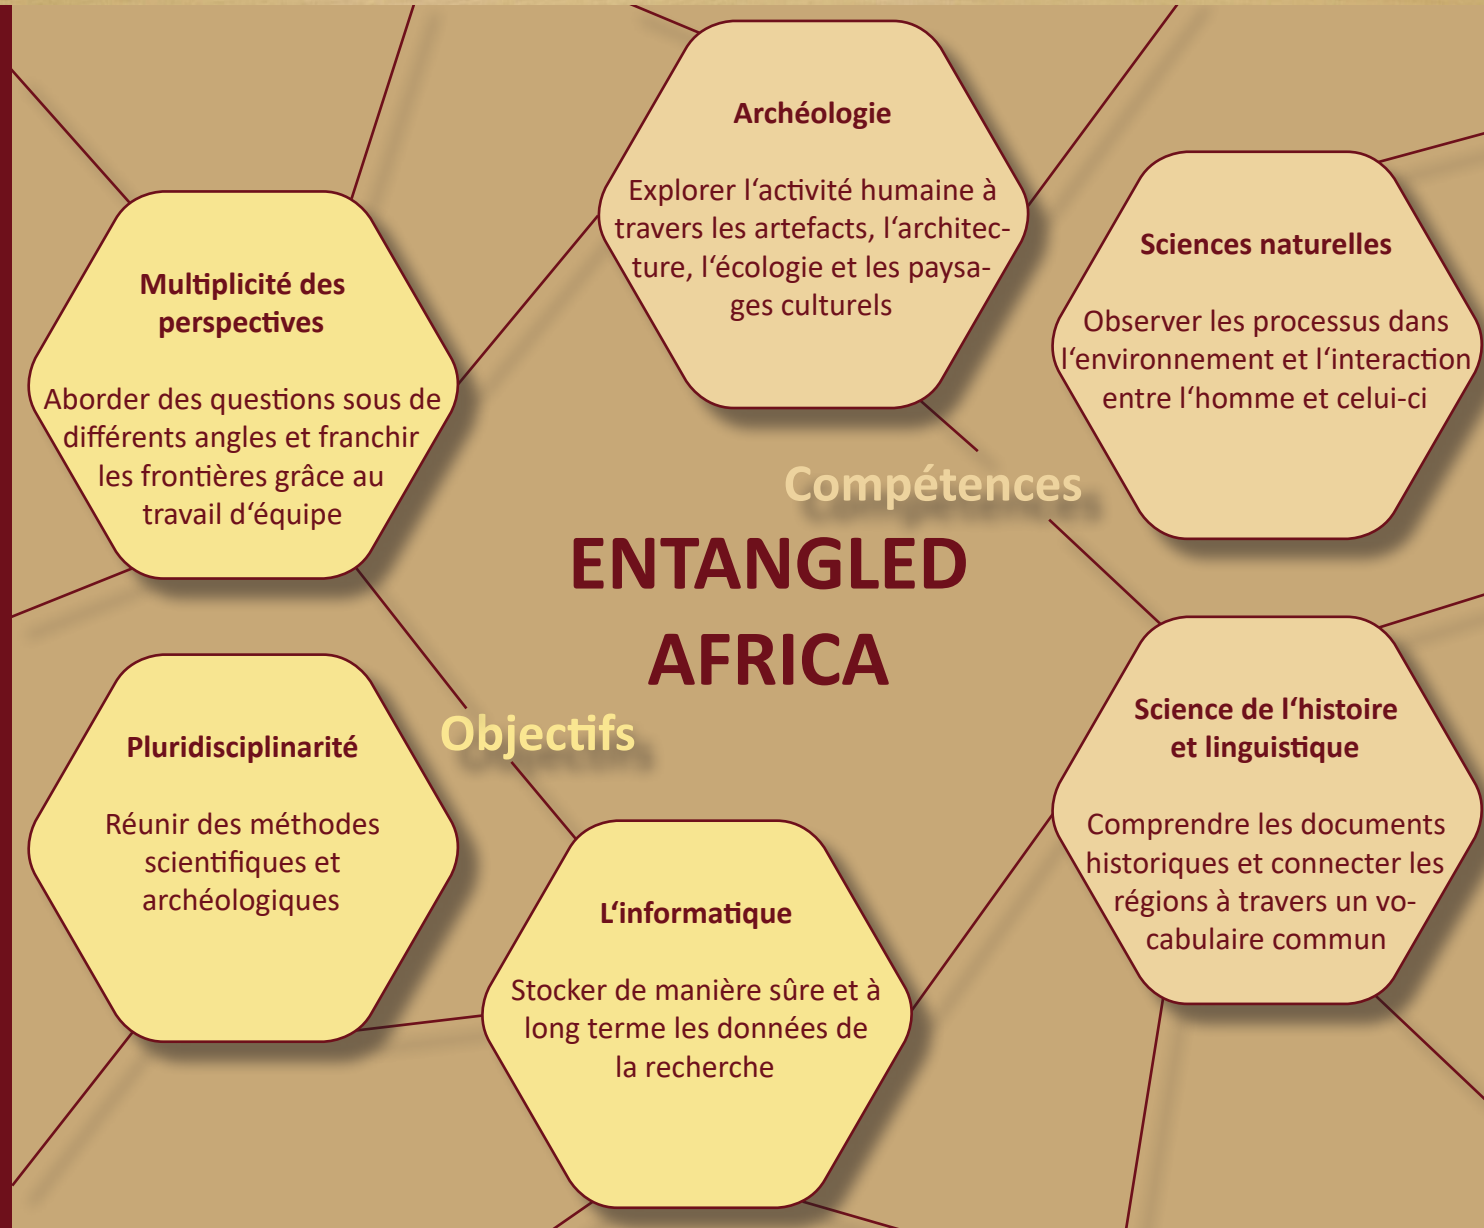 Archéologie
Explorer l‘activité humaine à
travers les artefacts, l‘architec-
ture, l‘écologie et les paysa-
ges culturels
Sciences naturelles
Observer les processus dans
l‘environnement et l‘interaction
entre l‘homme et celui-ci
Multiplicité des
perspectives
Aborder des questions sous de
différents angles et franchir
les frontières grâce au
travail d‘équipe
Compétences
ENTANGLED
AFRICA
Objectifs
Pluridisciplinarité
Réunir des méthodes
scientifiques et
archéologiques
Science de l‘histoire
et linguistique
Comprendre les documents
historiques et connecter les
régions à travers un vo-
cabulaire commun
L‘informatique
Stocker de manière sûre et à
long terme les données de
la recherche